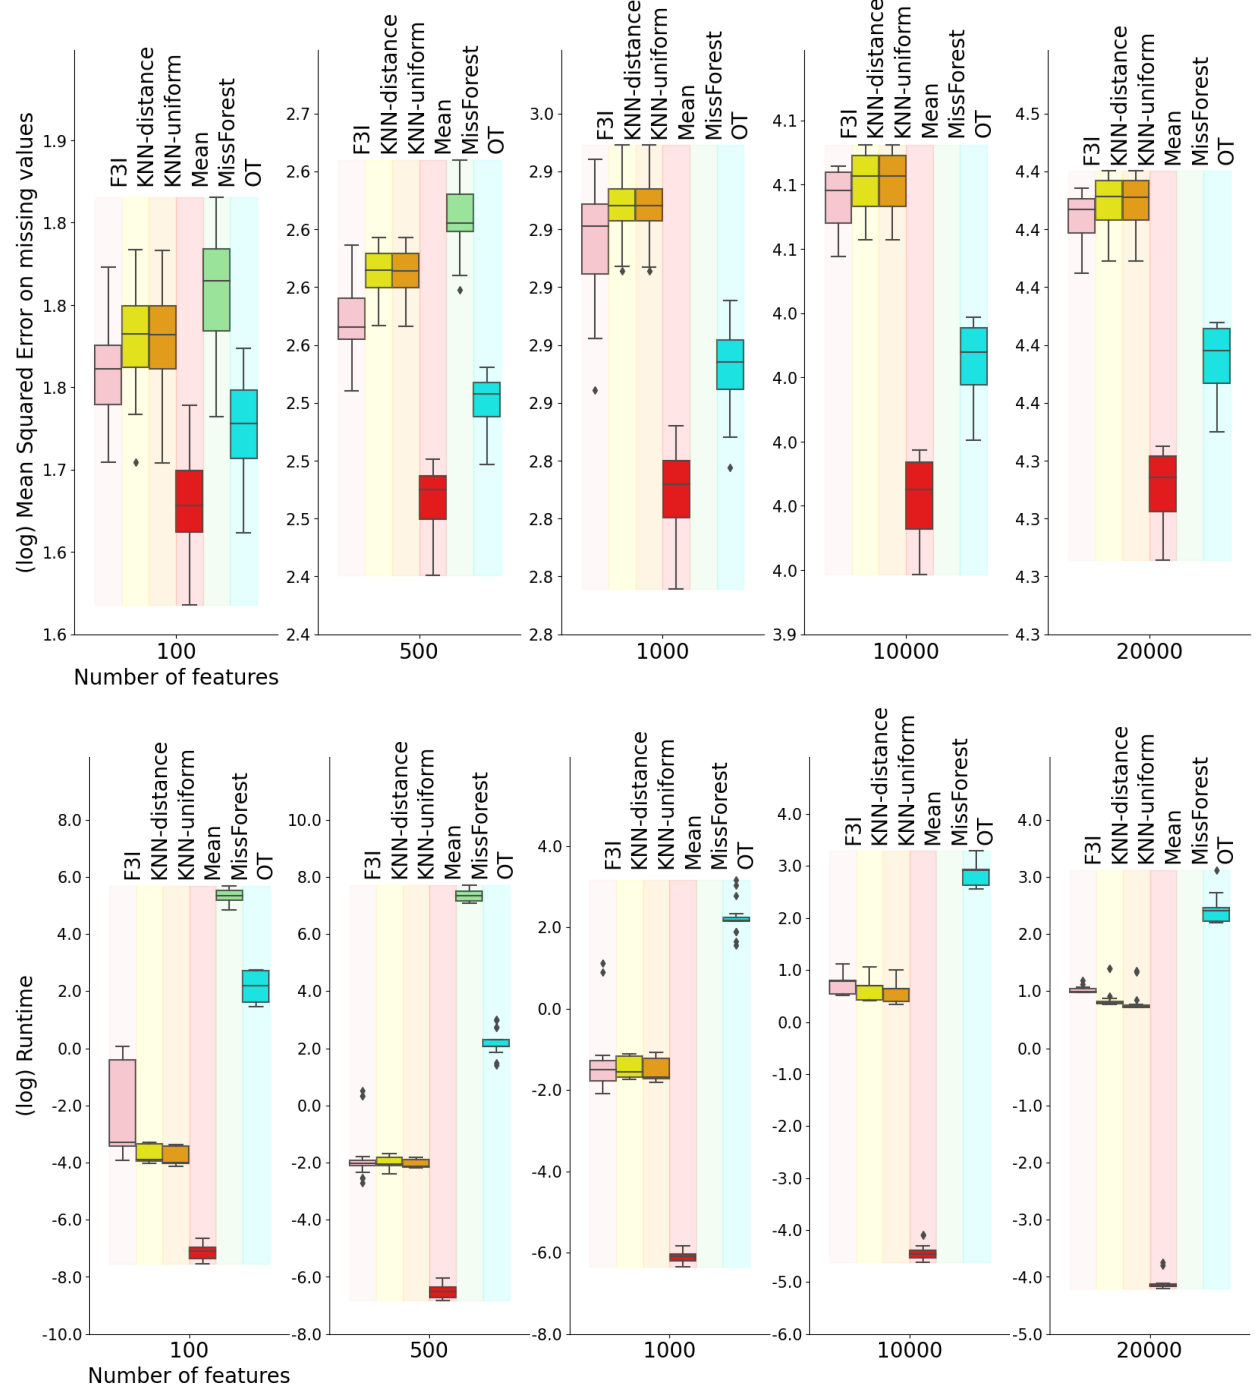 (log) Mean Squared Error on missing values
F3I
KNN-distance
KNN-uniform
Mean
MissForest
OT
1.9
1.8
1.8
1.8
1.7
1.6
1.6
100
Number of features
F3I
KNN-distance
KNN-uniform
Mean
MissForest
OT
2.7
2.6
2.6
2.6
2.6
2.5
2.5
2.5
2.4
2.4
500
F3I
KNN-distance
KNN-uniform
Mean
MissForest
OT
3.0
2.9
2.9
2.9
2.9
2.9
2.8
2.8
2.8
2.8
1000
F3I
KNN-distance
KNN-uniform
Mean
MissForest
OT
4.1
4.1
4.1
4.0
4.0
4.0
4.0
4.0
3.9
10000
F3I
KNN-distance
KNN-uniform
Mean
MissForest
OT
4.5
4.4
4.4
4.4
4.4
4.4
4.3
4.3
4.3
4.3
20000
(log) Runtime
F3I
KNN-distance
KNN-uniform
Mean
MissForest
OT
8.0
6.0
4.0
2.0
0.0
-2.0
-4.0
-6.0
-8.0
-10.0
100
Number of features
F3I
KNN-distance
KNN-uniform
Mean
MissForest
OT
10.0
8.0
6.0
4.0
2.0
0.0
-2.0
-4.0
-6.0
-8.0
500
F3I
KNN-distance
KNN-uniform
Mean
MissForest
OT
4.0
2.0
0.0
-2.0
-4.0
-6.0
-8.0
1000
F3I
KNN-distance
KNN-uniform
Mean
MissForest
OT
4.0
3.0
2.0
1.0
0.0
-1.0
-2.0
-3.0
-4.0
-5.0
-6.0
10000
F3I
KNN-distance
KNN-uniform
Mean
MissForest
OT
4.0
3.0
2.0
1.0
0.0
-1.0
-2.0
-3.0
-4.0
-5.0
20000